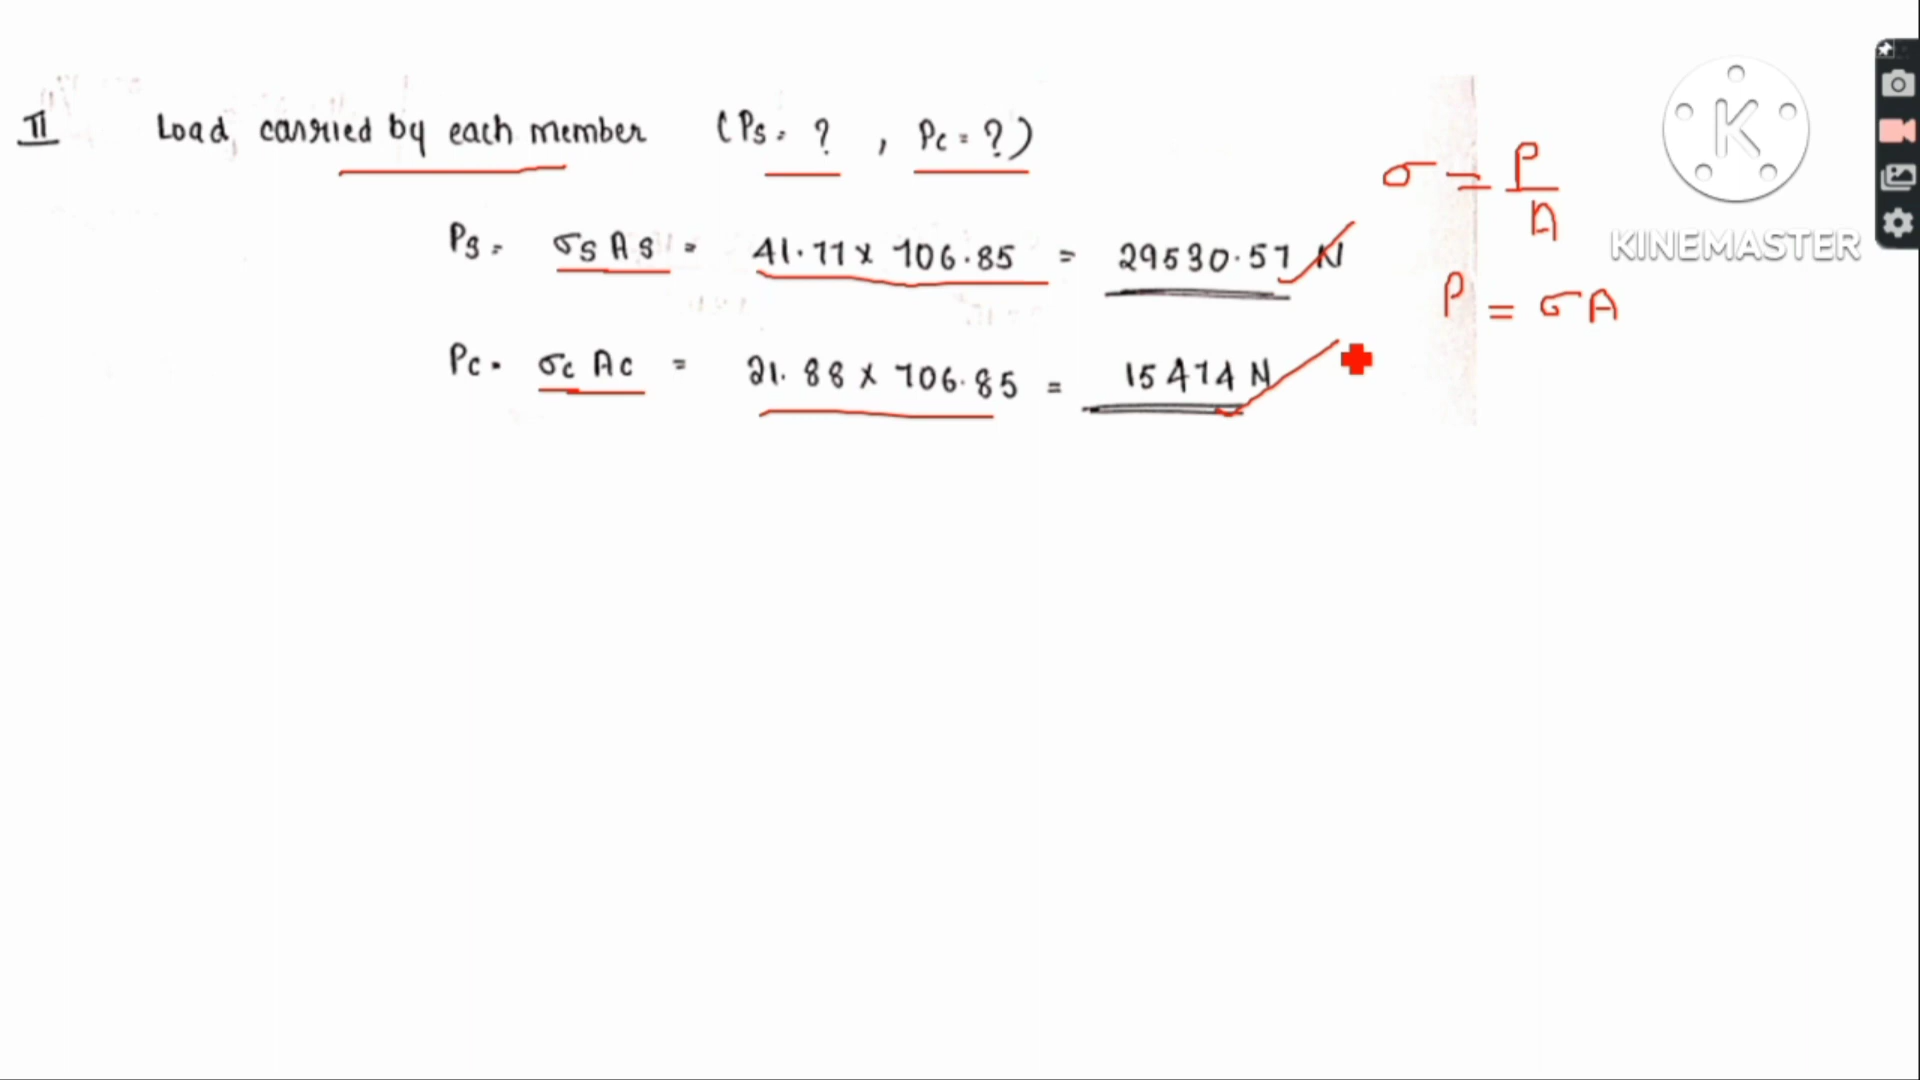 II Load carried by each member (Ps = ? , Pc = ?)
Ps = σs As = 41.77 x 706.85 = 29530.57 N
Pc = σc Ac = 21.88 x 706.85 = 15474 N
σ = P/A
P = σA
KINEMASTER